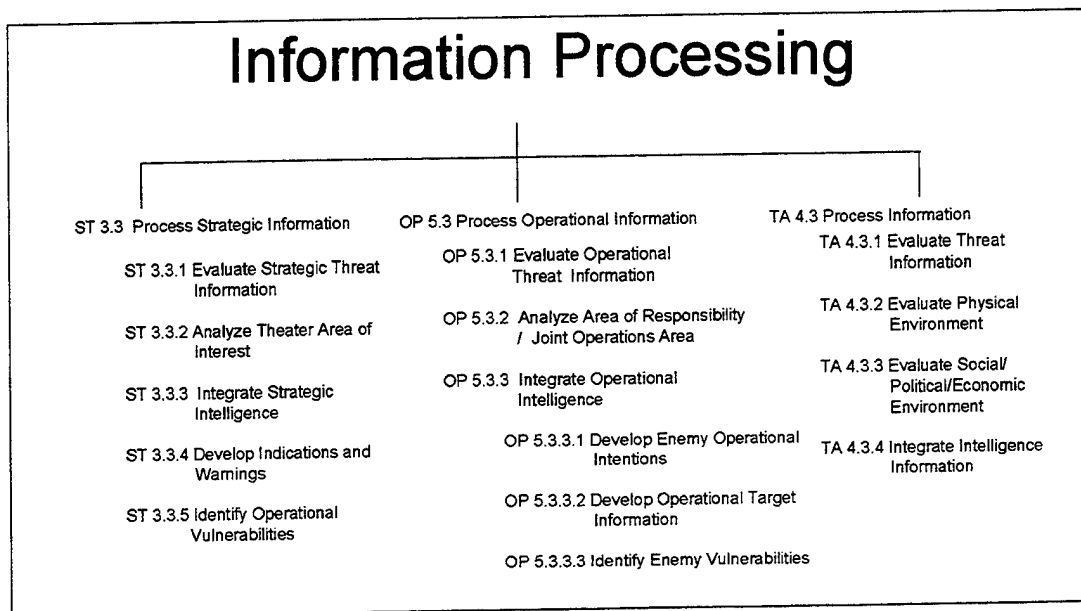 Information Processing
ST 3.3 Process Strategic Information
ST 3.3.1 Evaluate Strategic Threat
Information
ST 3.3.2 Analyze Theater Area of
Interest
ST 3.3.3 Integrate Strategic
Intelligence
ST 3.3.4 Develop Indications and
Warnings
ST 3.3.5 Identify Operational
Vulnerabilities
OP 5.3 Process Operational Information
OP 5.3.1 Evaluate Operational
Threat Information
OP 5.3.2 Analyze Area of Responsibility
/ Joint Operations Area
OP 5.3.3 Integrate Operational
Intelligence
OP 5.3.3.1 Develop Enemy Operational
Intentions
OP 5.3.3.2 Develop Operational Target
Information
OP 5.3.3.3 Identify Enemy Vulnerabilities
TA 4.3 Process Information
TA 4.3.1 Evaluate Threat
Information
TA 4.3.2 Evaluate Physical
Environment
TA 4.3.3 Evaluate Social/
Political/Economic
Environment
TA 4.3.4 Integrate Intelligence
Information